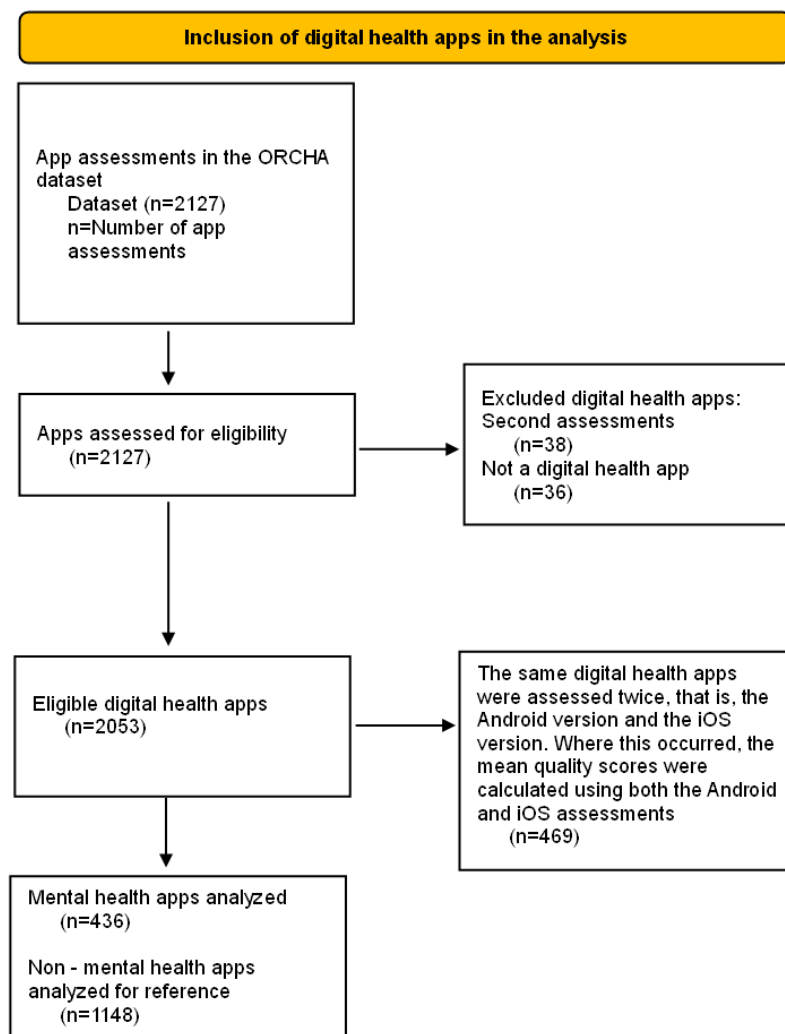 Inclusion of digital health apps in the analysis
App assessments in the ORCHA
dataset
Dataset (n=2127)
n=Number of app
assessments
Apps assessed for eligibility
(n=2127)
Excluded digital health apps:
Second assessments
(n=38)
Not a digital health app
(n=36)
Eligible digital health apps
(n=2053)
The same digital health apps
were assessed twice, that is, the
Android version and the iOS
version. Where this occurred, the
mean quality scores were
calculated using both the Android
and iOS assessments
(n=469)
Mental health apps analyzed
(n=436)
Non - mental health apps
analyzed for reference
(n=1148)